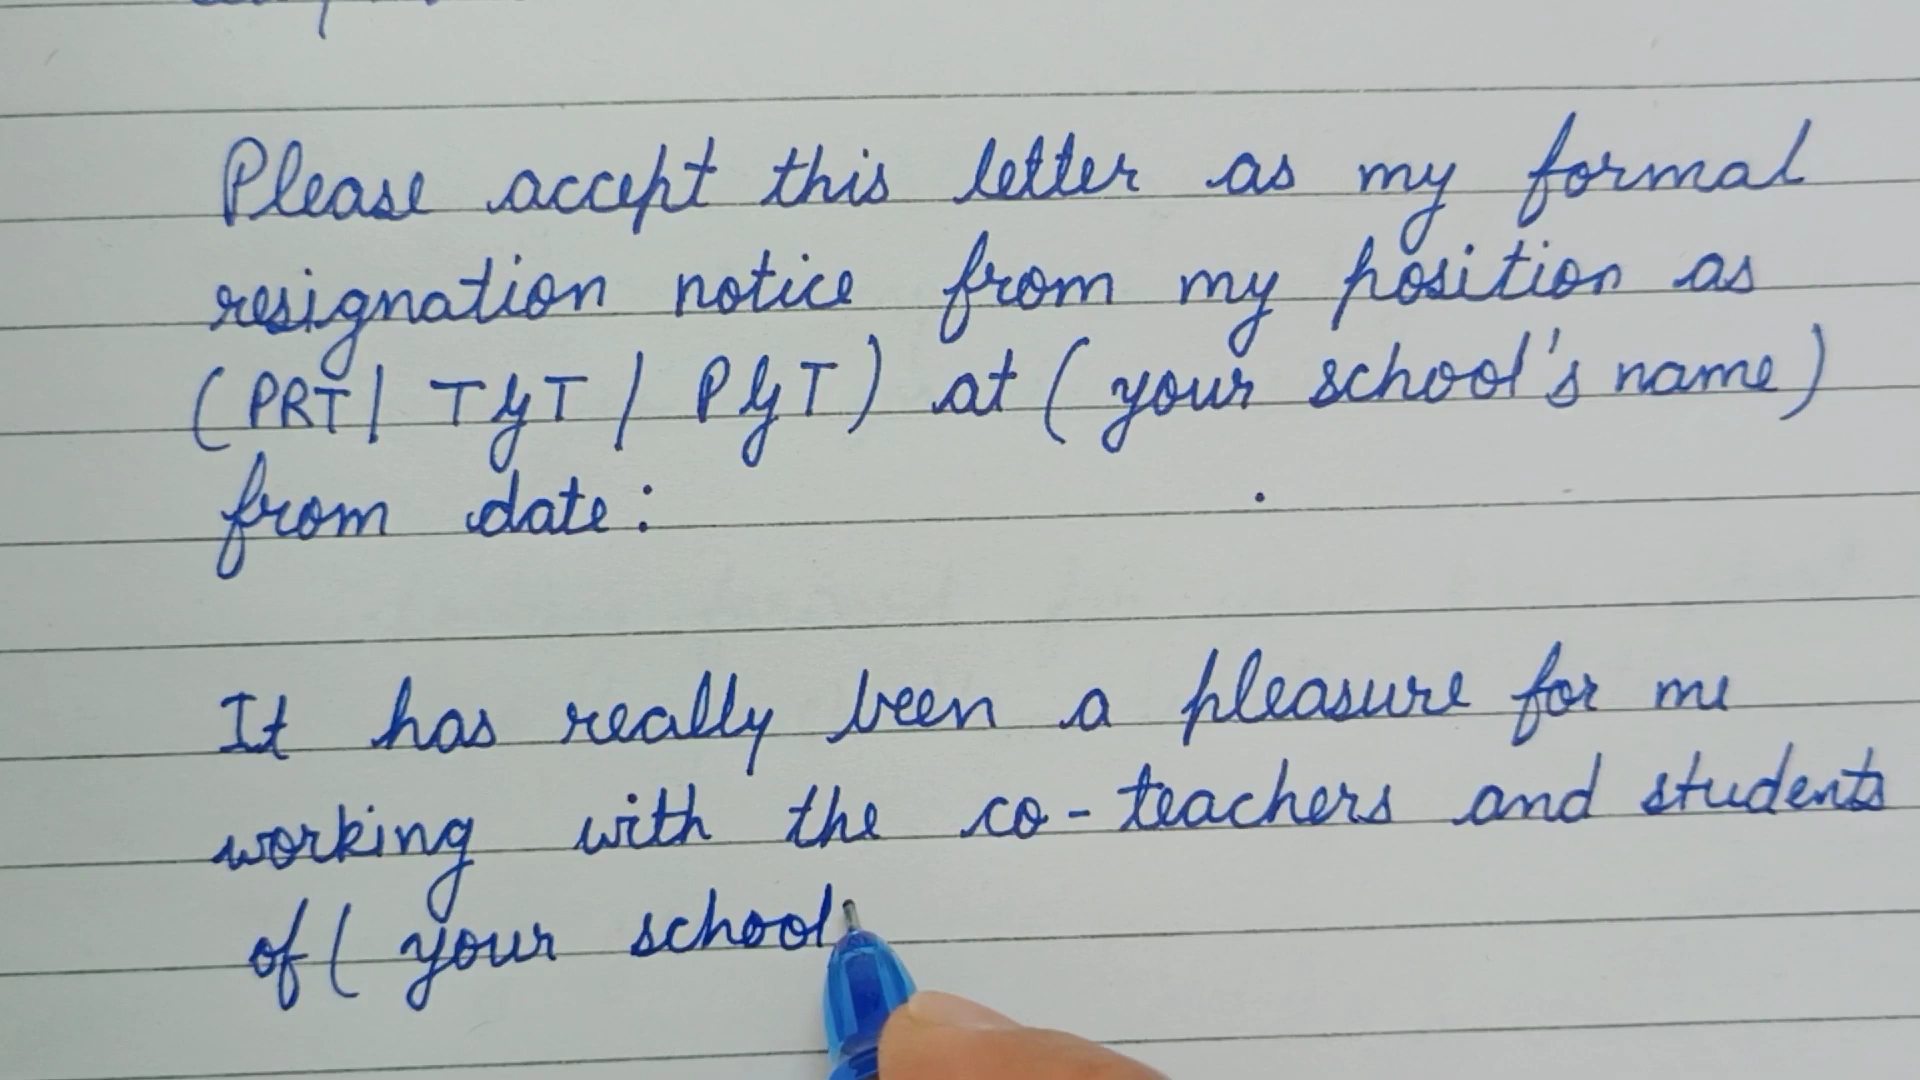 Please accept this letter as my formal
resignation notice from my position as
(PRT/ TGT / PGT) at (your school's name)
from date:
It has really been a pleasure for me
working with the co-teachers and students
of ( your school